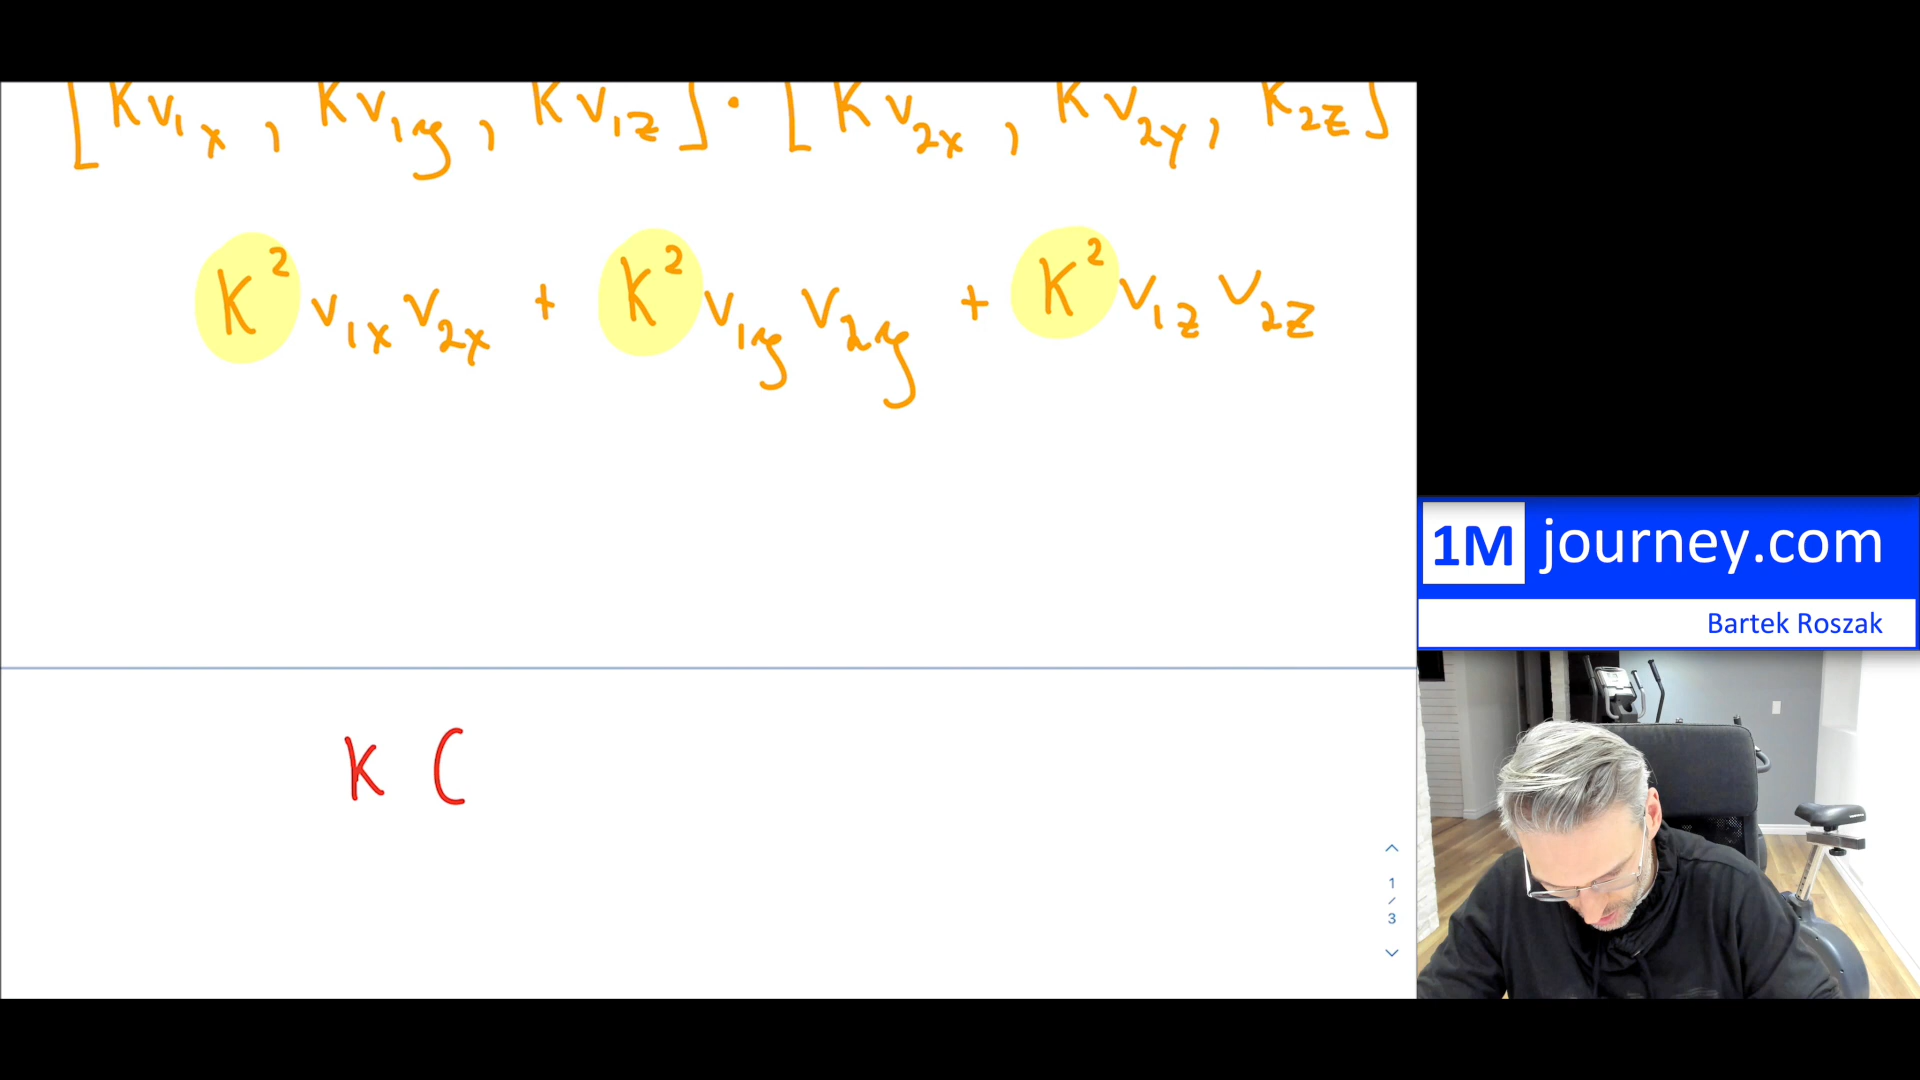 [Kv₁ₓ, Kv₁y, Kv₁z] · [Kv₂ₓ, Kv₂y, K₂z]
K² v₁ₓ v₂ₓ + K² v₁y v₂y + K² v₁z v₂z
K (
1M journey.com
Bartek Roszak
1
/
3